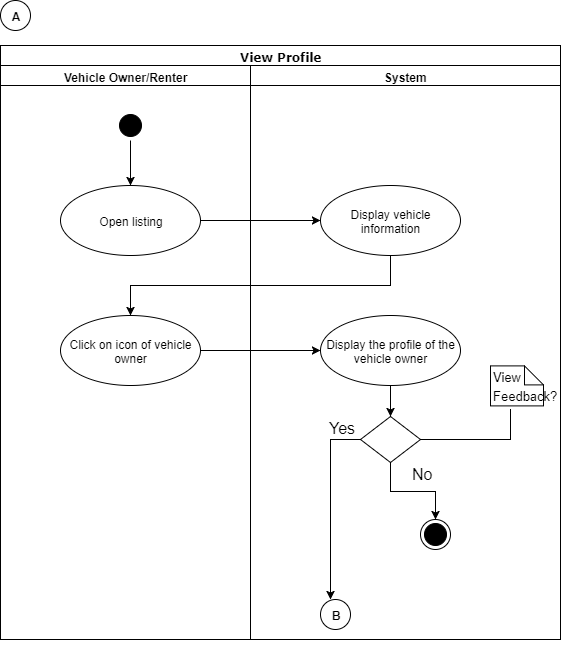 A
View Profile
Vehicle Owner/Renter
System
Open listing
Display vehicle
information
Click on icon of vehicle
owner
Display the profile of the
vehicle owner
View
Feedback?
Yes
No
B